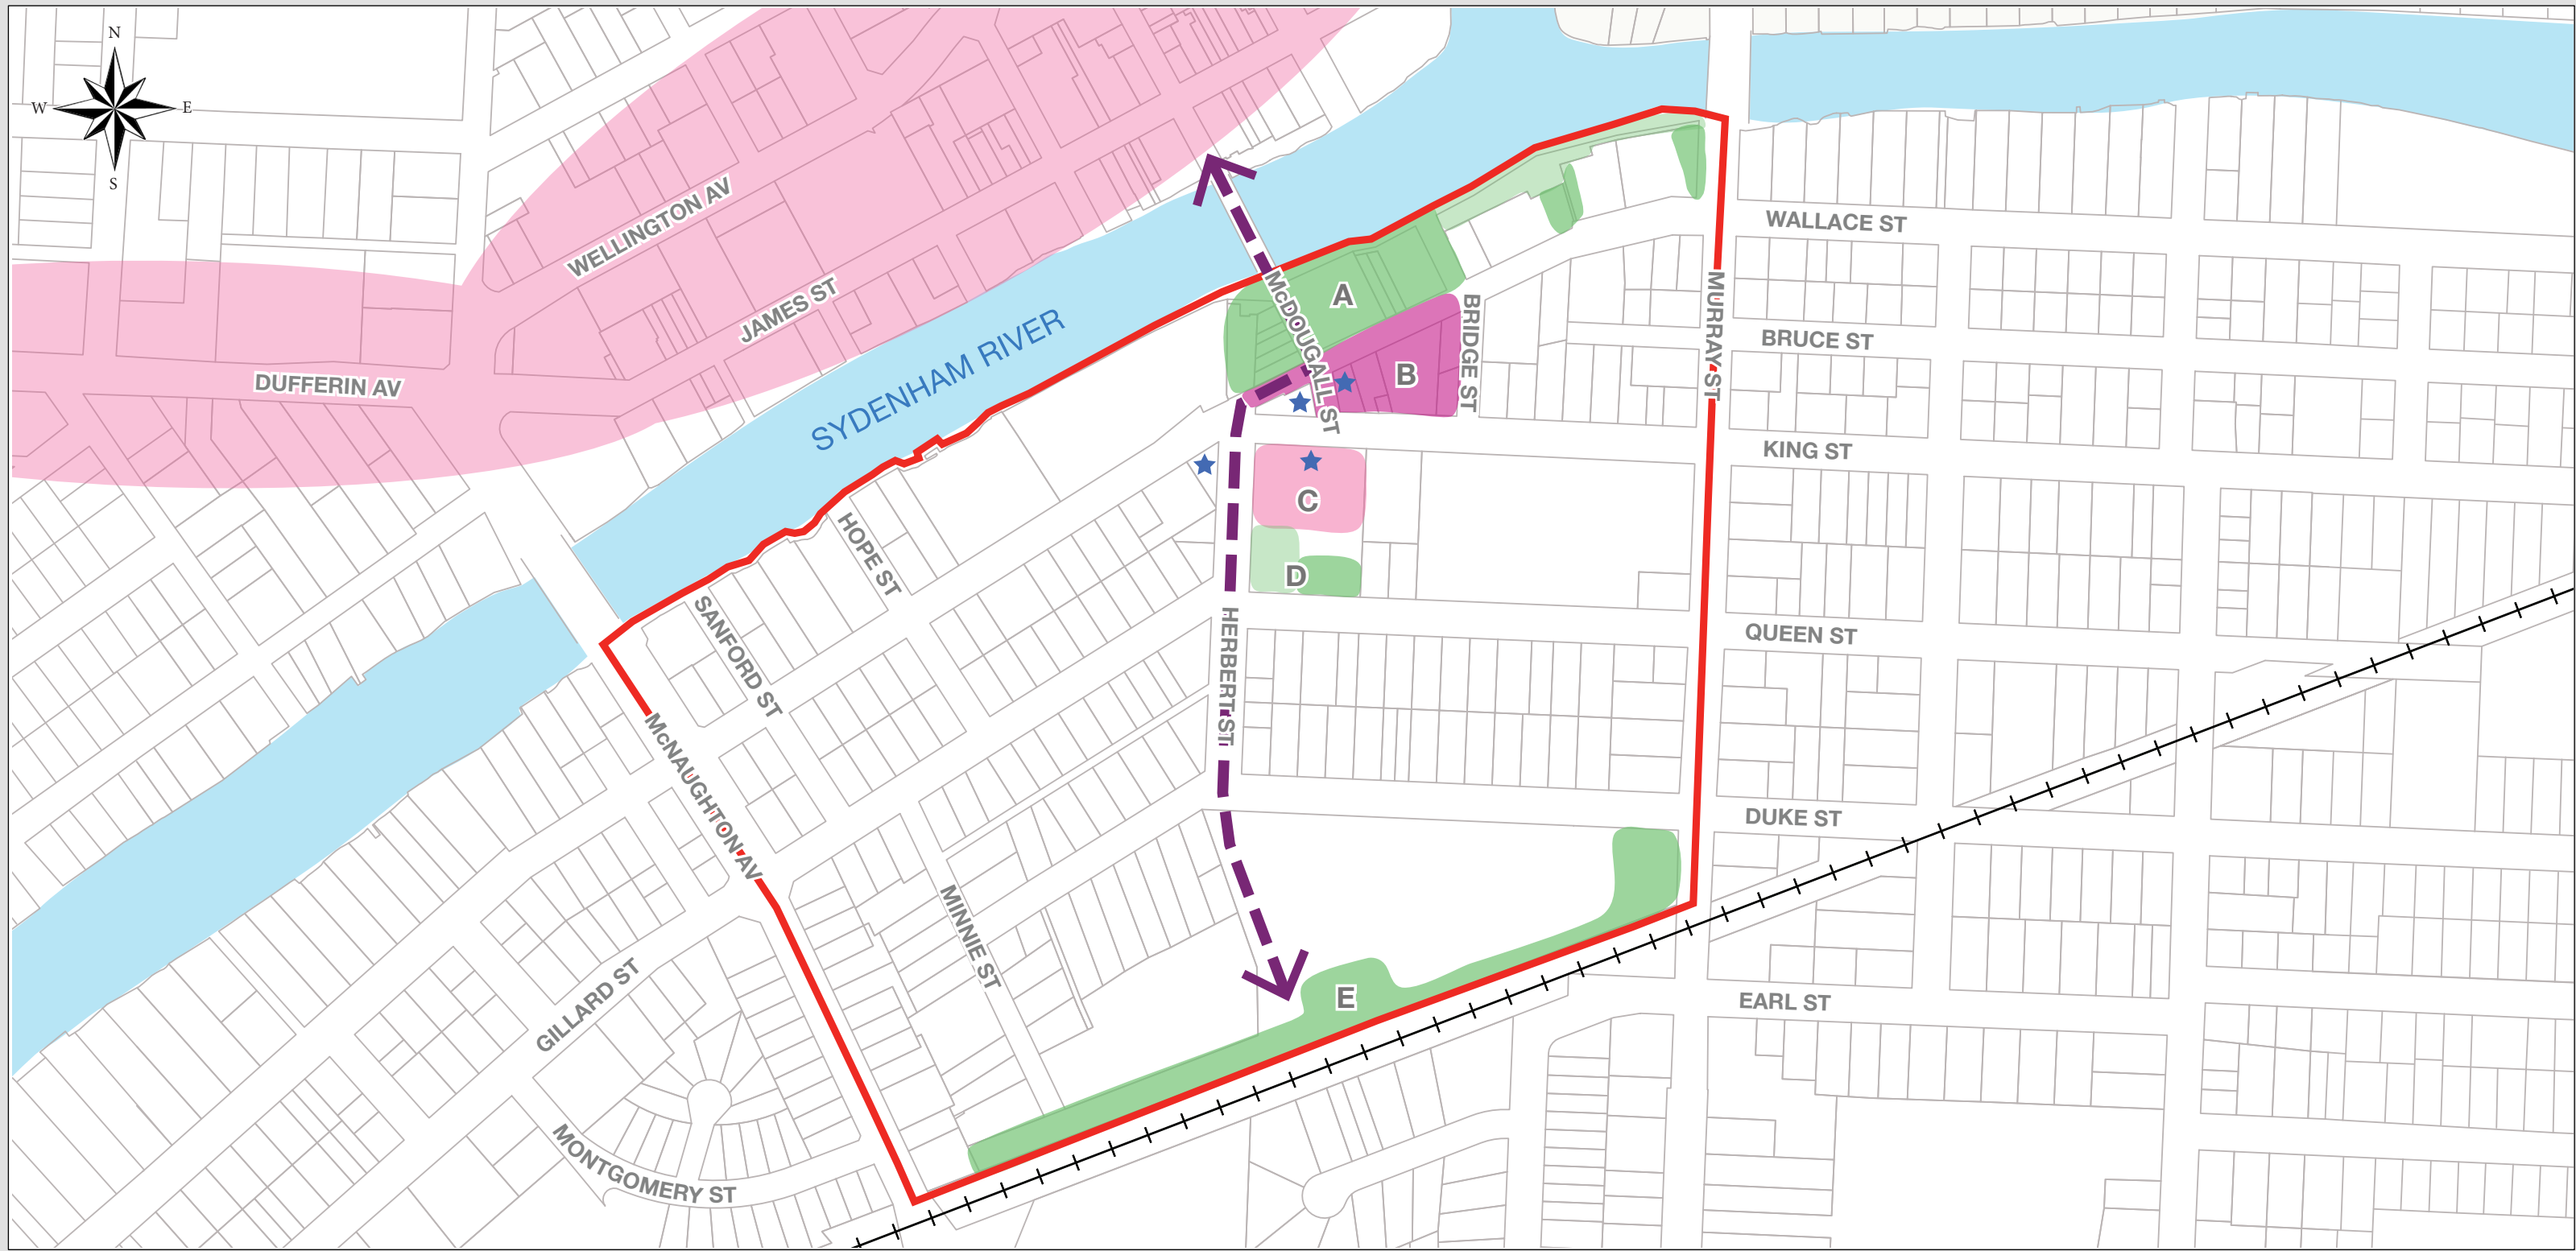 N
W
E
S
WALLACE ST
WELLINGTON AV
JAMES ST
McDOUGALL ST
A
BRIDGE ST
MURRAY ST
BRUCE ST
DUFFERIN AV
SYDENHAM RIVER
B
KING ST
C
HOPE ST
D
SANFORD ST
HERBERT ST
QUEEN ST
McNAUGHTON AV
DUKE ST
MINNIE ST
GILLARD ST
E
EARL ST
MONTGOMERY ST